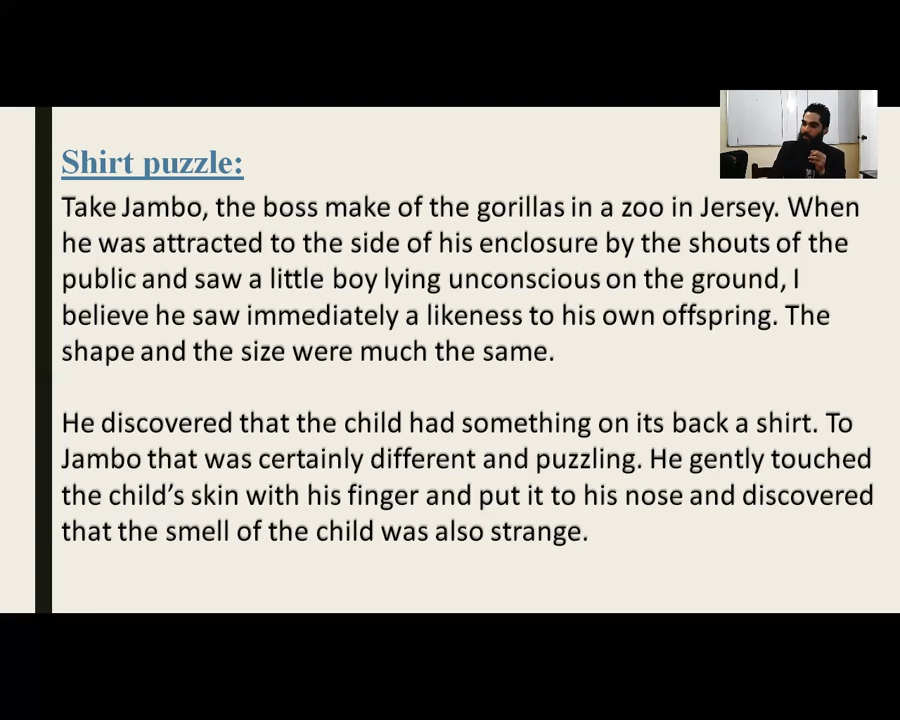 Shirt puzzle:
Take Jambo, the boss make of the gorillas in a zoo in Jersey. When
he was attracted to the side of his enclosure by the shouts of the
public and saw a little boy lying unconscious on the ground, I
believe he saw immediately a likeness to his own offspring. The
shape and the size were much the same.
He discovered that the child had something on its back a shirt. To
Jambo that was certainly different and puzzling. He gently touched
the child’s skin with his finger and put it to his nose and discovered
that the smell of the child was also strange.